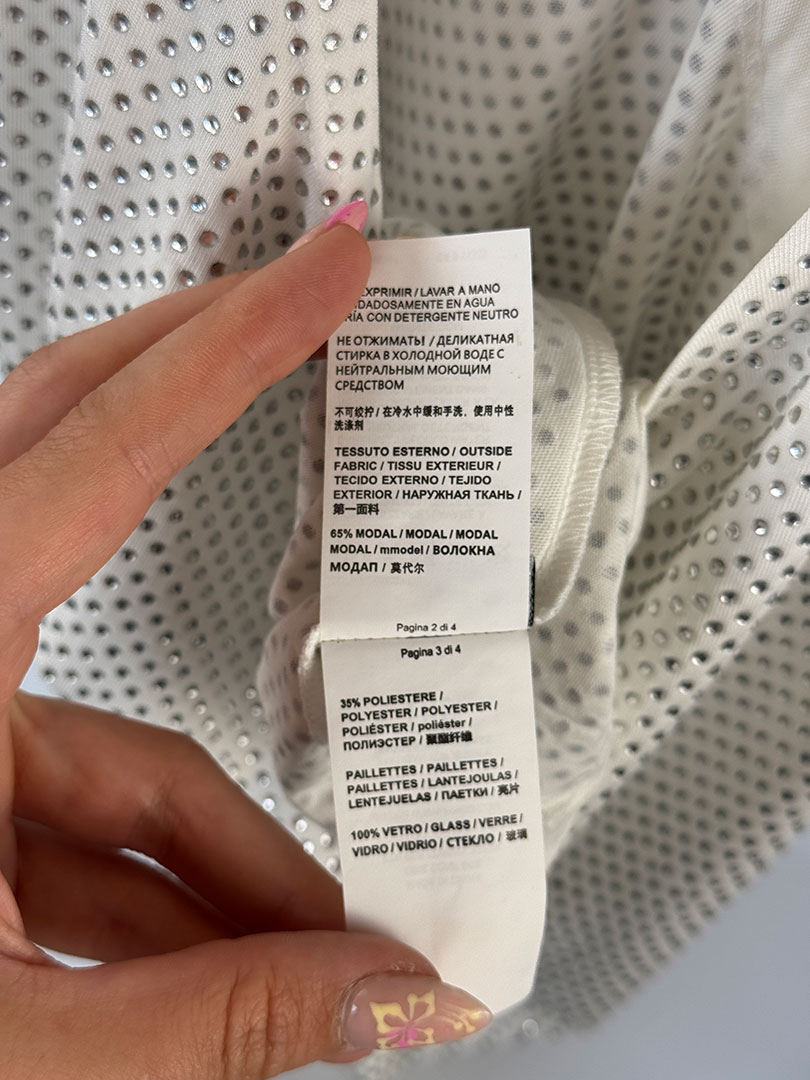 EXPRIMIR / LAVAR A MANO
DADOSAMENTE EN AGUA
RÍA CON DETERGENTE NEUTRO
НЕ ОТЖИМАТЬ! / ДЕЛИКАТНАЯ
СТИРКА В ХОЛОДНОЙ ВОДЕ С
НЕЙТРАЛЬНЫМ МОЮЩИМ
СРЕДСТВОМ
不可绞拧 / 在冷水中缓和手洗, 使用中性
洗涤剂
TESSUTO ESTERNO / OUTSIDE
FABRIC / TISSU EXTERIEUR /
TECIDO EXTERNO / TEJIDO
EXTERIOR / НАРУЖНАЯ ТКАНЬ /
第一面料
65% MODAL / MODAL / MODAL
MODAL / mmodel / ВОЛОКНА
МОДАП / 莫代尔
Pagina 2 di 4
Pagina 3 di 4
35% POLIESTERE /
POLYESTER / POLYESTER /
POLIÉSTER / poliéster /
ПОЛИЭСТЕР / 聚酯纤维
PAILLETTES / PAILLETTES /
PAILLETTES / LANTEJOULAS /
LENTEJUELAS / ПАЕТКИ / 亮片
100% VETRO / GLASS / VERRE /
VIDRO / VIDRIO / СТЕКЛО / 玻璃